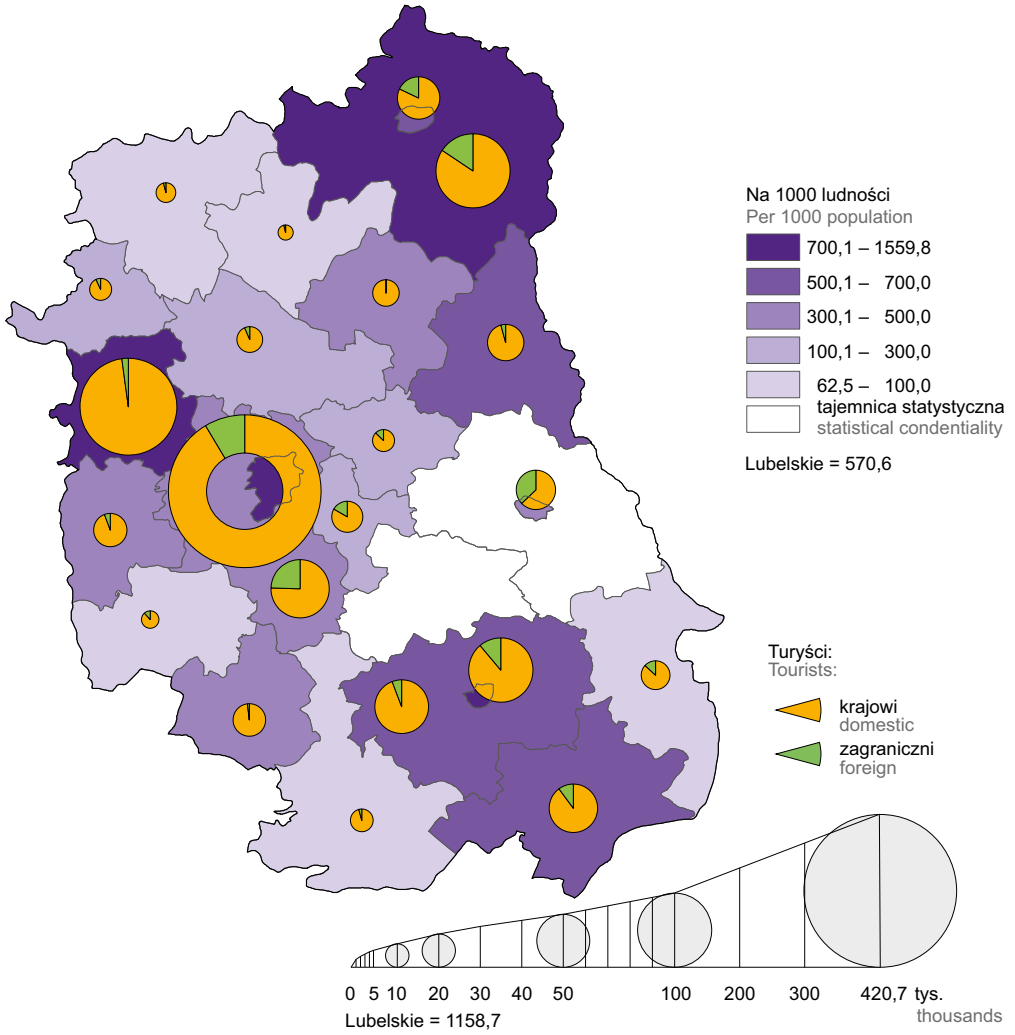 Na 1000 ludności
Per 1000 population
700,1 – 1559,8
500,1 – 700,0
300,1 – 500,0
100,1 – 300,0
62,5 – 100,0
tajemnica statystyczna
statistical condentiality
Lubelskie = 570,6
Turyści:
Tourists:
krajowi
domestic
zagraniczni
foreign
0 5 10 20 30 40 50 100 200 300 420,7 tys.
thousands
Lubelskie = 1158,7